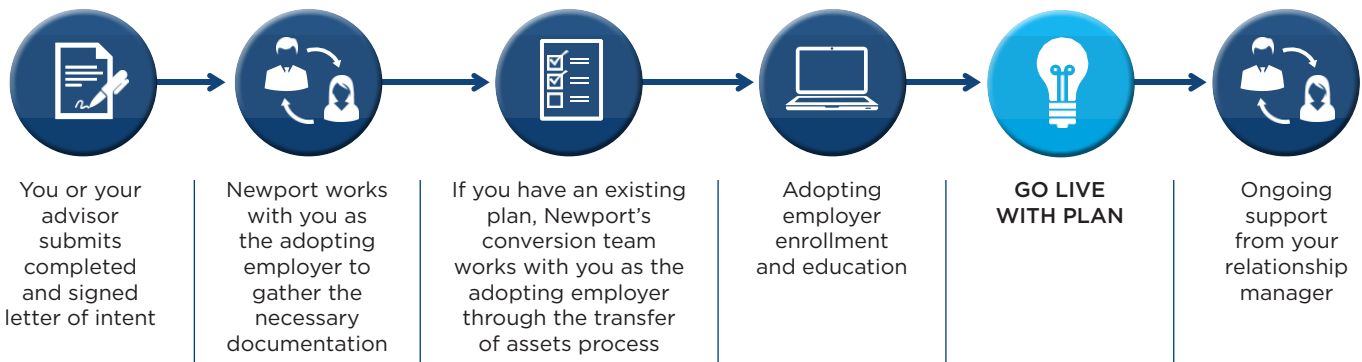 You or your
advisor
submits
completed
and signed
letter of intent
Newport works
with you as
the adopting
employer to
gather the
necessary
documentation
If you have an existing
plan, Newport's
conversion team
works with you as the
adopting employer
through the transfer
of assets process
Adopting
employer
enrollment
and education
GO LIVE
WITH PLAN
Ongoing
support
from your
relationship
manager